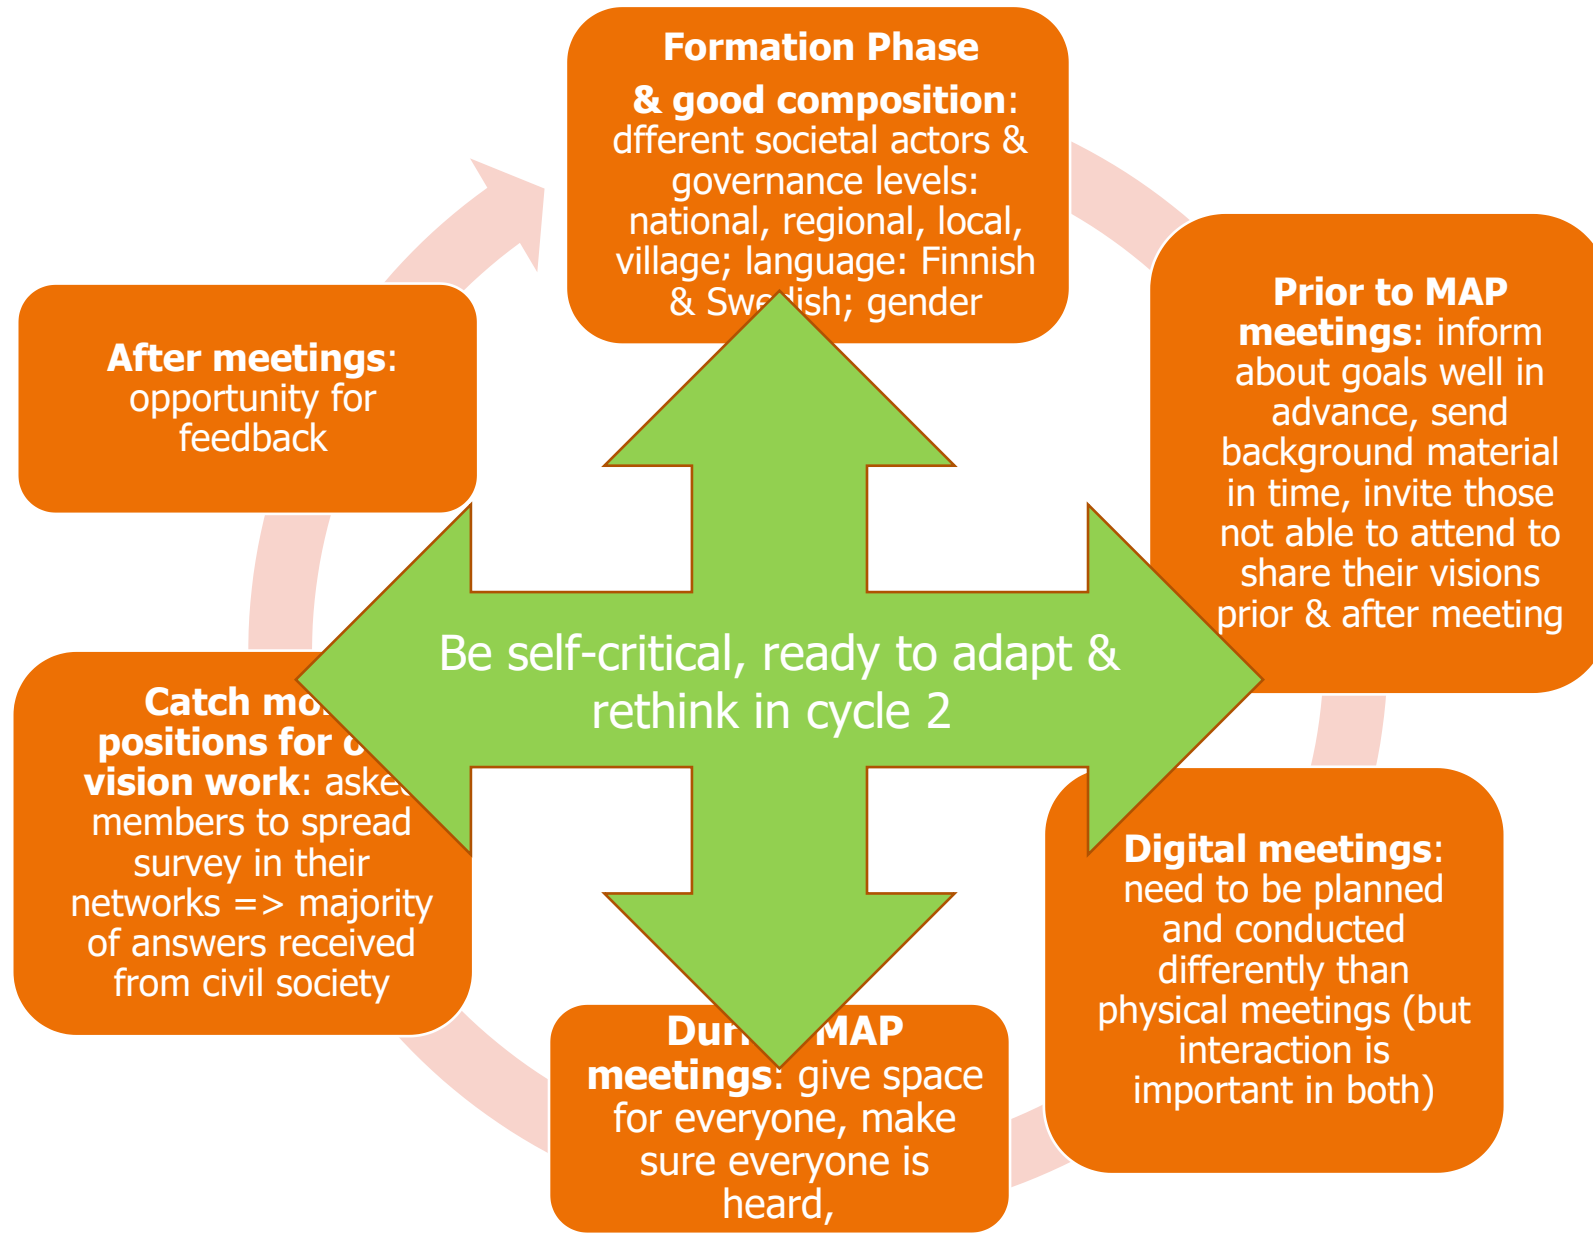 Formation Phase
& good composition:
dfferent societal actors &
governance levels:
national, regional, local,
village; language: Finnish
& Swedish; gender
Prior to MAP
meetings: inform
about goals well in
advance, send
background material
in time, invite those
not able to attend to
share their visions
prior & after meeting
Digital meetings:
need to be planned
and conducted
differently than
physical meetings (but
interaction is
important in both)
MAP
meetings: give space
for everyone, make
sure everyone is
heard,
Catch
positions for
vision work: asked
members to spread
survey in their
networks => majority
of answers received
from civil society
After meetings:
opportunity for
feedback
Be self-critical, ready to adapt &
rethink in cycle 2